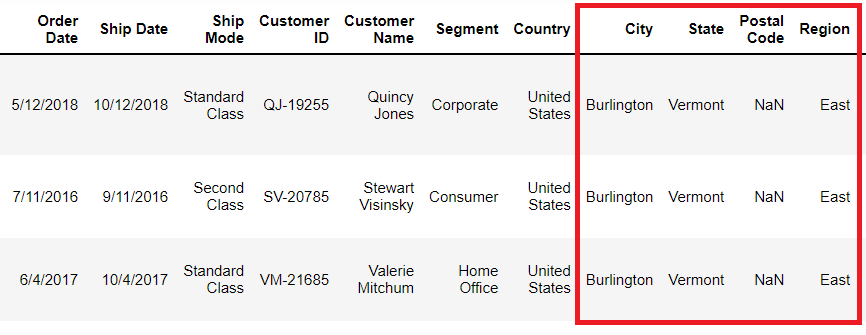 Order Date Ship Date Ship Mode Customer ID Customer Name Segment Country City State Postal Code Region
5/12/2018 10/12/2018 Standard Class QJ-19255 Quincy Jones Corporate United States Burlington Vermont NaN East
7/11/2016 9/11/2016 Second Class SV-20785 Stewart Visinsky Consumer United States Burlington Vermont NaN East
6/4/2017 10/4/2017 Standard Class VM-21685 Valerie Mitchum Home Office United States Burlington Vermont NaN East